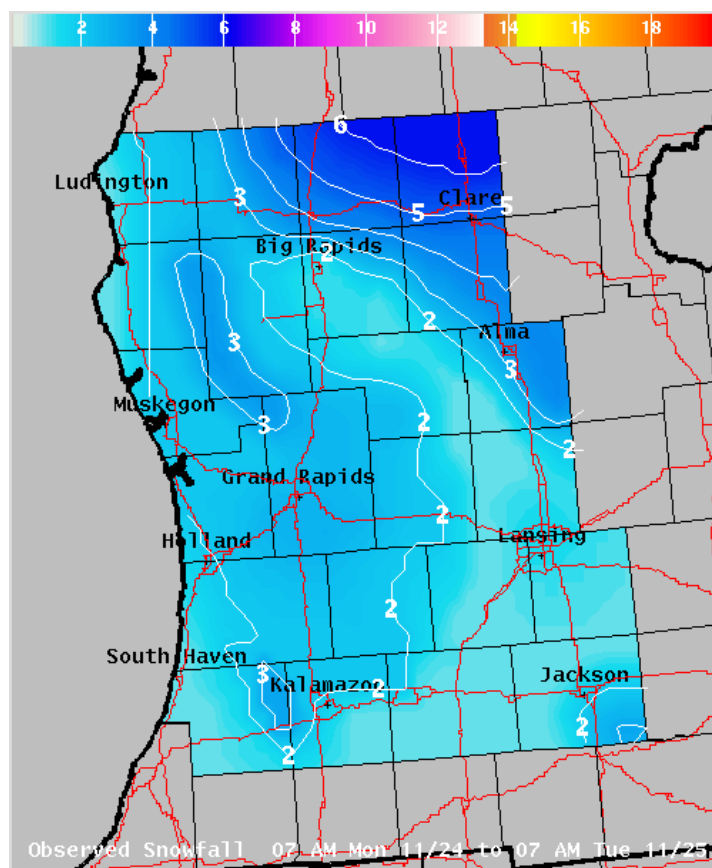 2 4 6 8 10 12 14 16 18
6
Ludington
3
Clare
5 5
Big Rapids
2
2
Alma
3
3
Muskegon
3
2
2
Grand Rapids
2
Holland
Lansing
2
South Haven
3
Kalamazoo
2
Jackson
2
2
Observed Snowfall 07 AM Mon 11/24 to 07 AM Tue 11/25